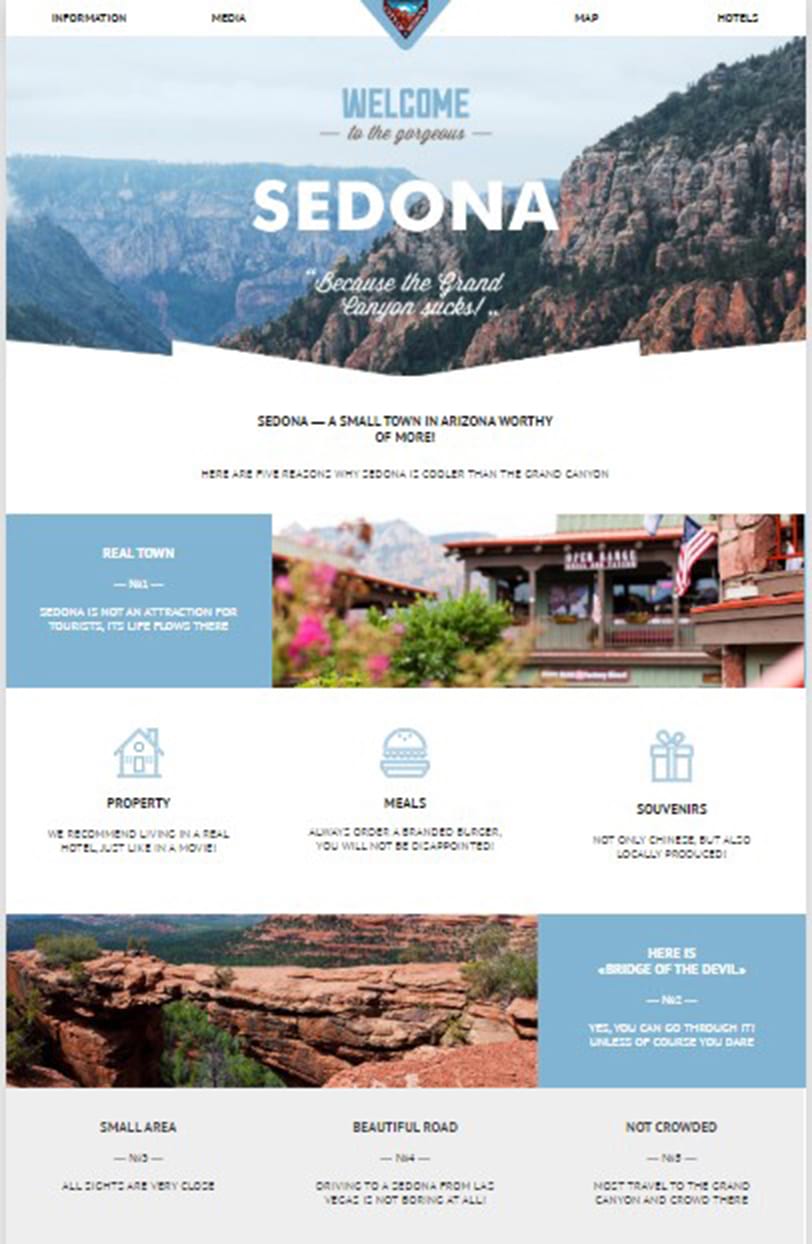 INFORMATION MEDIA MAP HOTELS
WELCOME
— to the gorgeous —
SEDONA
“Because the Grand
Canyon sucks! „
SEDONA — A SMALL TOWN IN ARIZONA WORTHY
OF MORE!
HERE ARE FIVE REASONS WHY SEDONA IS COOLER THAN THE GRAND CANYON
REAL TOWN
— №1 —
SEDONA IS NOT AN ATTRACTION FOR
TOURISTS, ITS LIFE FLOWS THERE
OPEN RANGE
GRILL AND TAVERN
PROPERTY
WE RECOMMEND LIVING IN A REAL
HOTEL, JUST LIKE IN A MOVIE!
MEALS
ALWAYS ORDER A BRANDED BURGER,
YOU WILL NOT BE DISAPPOINTED!
SOUVENIRS
NOT ONLY CHINESE, BUT ALSO
LOCALLY PRODUCED!
HERE IS
«BRIDGE OF THE DEVIL»
— №2 —
YES, YOU CAN GO THROUGH IT!
UNLESS OF COURSE YOU DARE
SMALL AREA
— №3 —
ALL SIGHTS ARE VERY CLOSE
BEAUTIFUL ROAD
— №4 —
DRIVING TO A SEDONA FROM LAS
VEGAS IS NOT BORING AT ALL!
NOT CROWDED
— №5 —
MOST TRAVEL TO THE GRAND
CANYON AND CROWD THERE